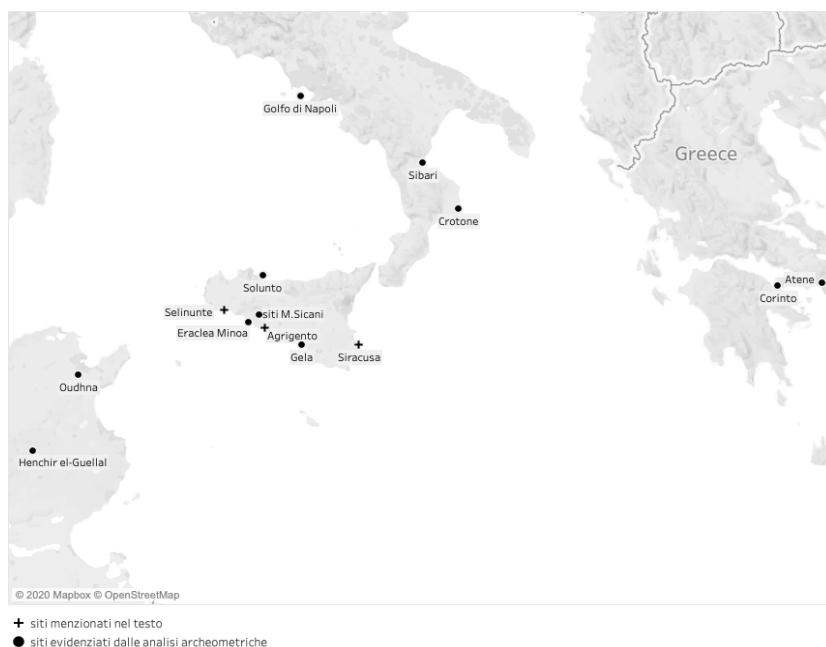 Golfo di Napoli
Greece
Sibari
Crotone
Solunto
Atene
Corinto
Selinunte
siti M.Sicani
Eraclea Minoa
Agrigento
Gela
Siracusa
Oudhna
Henchir el-Guellal
© 2020 Mapbox © OpenStreetMap
siti menzionati nel testo
siti evidenziati dalle analisi archeometriche